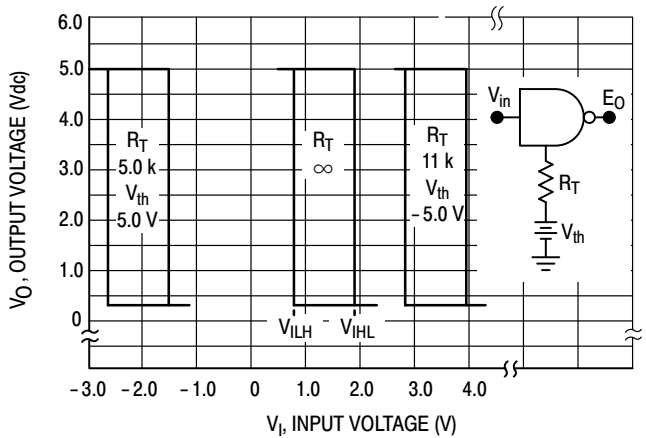 6.0
5.0
4.0
3.0
2.0
1.0
0
VO, OUTPUT VOLTAGE (Vdc)
RT
5.0 k
Vth
5.0 V
RT
∞
RT
11 k
Vth
-5.0 V
Vin
EO
RT
Vth
VILH
VIHL
-3.0 -2.0 -1.0 0 1.0 2.0 3.0 4.0
VI, INPUT VOLTAGE (V)